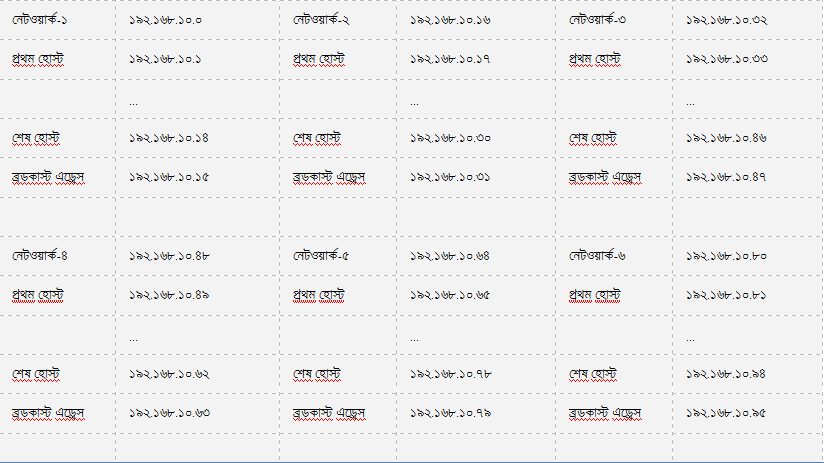 নেটওয়ার্ক-১ ১৯২.১৬৮.১০.০ নেটওয়ার্ক-২ ১৯২.১৬৮.১০.১৬ নেটওয়ার্ক-৩ ১৯২.১৬৮.১০.৩২
প্রথম হোস্ট ১৯২.১৬৮.১০.১ প্রথম হোস্ট ১৯২.১৬৮.১০.১৭ প্রথম হোস্ট ১৯২.১৬৮.১০.৩৩
... ... ...
শেষ হোস্ট ১৯২.১৬৮.১০.১৪ শেষ হোস্ট ১৯২.১৬৮.১০.৩০ শেষ হোস্ট ১৯২.১৬৮.১০.৪৬
ব্রডকাস্ট এড্রেস ১৯২.১৬৮.১০.১৫ ব্রডকাস্ট এড্রেস ১৯২.১৬৮.১০.৩১ ব্রডকাস্ট এড্রেস ১৯২.১৬৮.১০.৪৭
নেটওয়ার্ক-৪ ১৯২.১৬৮.১০.৪৮ নেটওয়ার্ক-৫ ১৯২.১৬৮.১০.৬৪ নেটওয়ার্ক-৬ ১৯২.১৬৮.১০.৮০
প্রথম হোস্ট ১৯২.১৬৮.১০.৪৯ প্রথম হোস্ট ১৯২.১৬৮.১০.৬৫ প্রথম হোস্ট ১৯২.১৬৮.১০.৮১
... ... ...
শেষ হোস্ট ১৯২.১৬৮.১০.৬২ শেষ হোস্ট ১৯২.১৬৮.১০.৭৮ শেষ হোস্ট ১৯২.১৬৮.১০.৯৪
ব্রডকাস্ট এড্রেস ১৯২.১৬৮.১০.৬৩ ব্রডকাস্ট এড্রেস ১৯২.১৬৮.১০.৭৯ ব্রডকাস্ট এড্রেস ১৯২.১৬৮.১০.৯৫